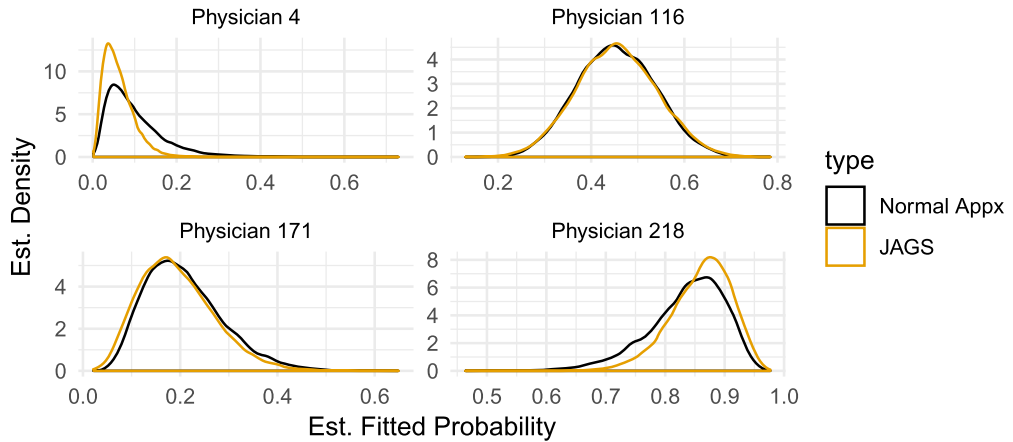 Physician 4
Physician 116
10
5
0
0.0 0.2 0.4 0.6
4
3
2
1
0
0.2 0.4 0.6 0.8
Physician 171
Physician 218
4
2
0
0.0 0.2 0.4 0.6
8
6
4
2
0
0.5 0.6 0.7 0.8 0.9 1.0
Est. Density
Est. Fitted Probability
type
Normal Appx
JAGS